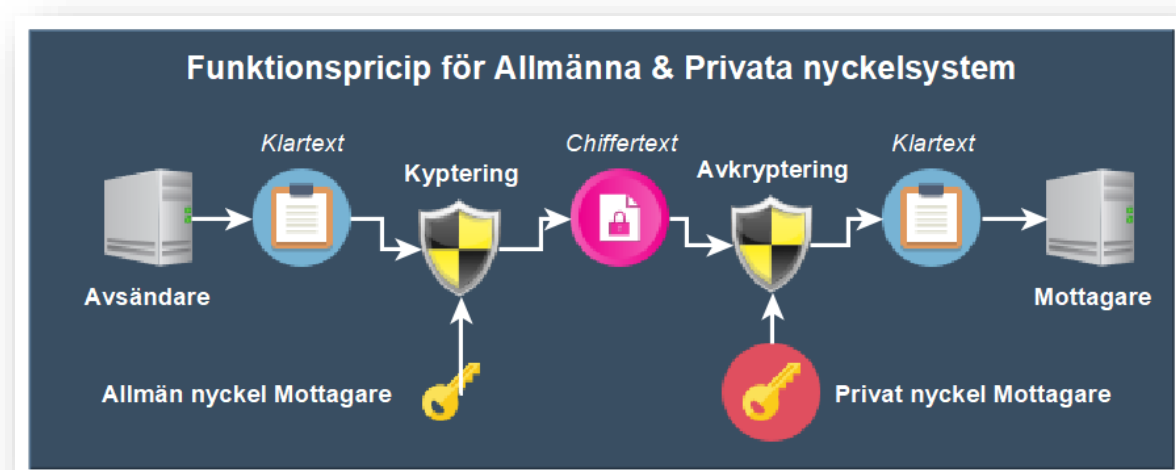 Funktionspricip för Allmänna & Privata nyckelsystem
Klartext
Chiffertext
Klartext
Kyptering
Avkryptering
Avsändare
Mottagare
Allmän nyckel Mottagare
Privat nyckel Mottagare